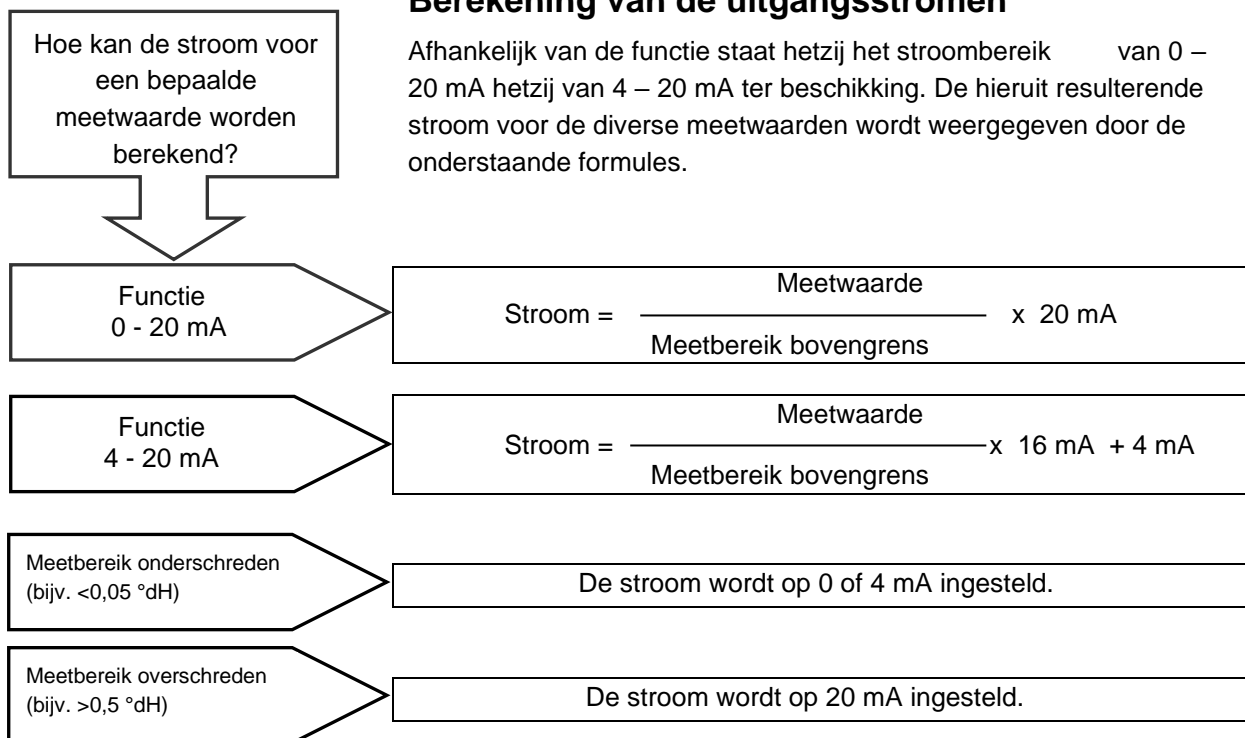 Berekening van de uitgangsstromen
Hoe kan de stroom voor
een bepaalde
meetwaarde worden
berekend?
Afhankelijk van de functie staat hetzij het stroombereik van 0 –
20 mA hetzij van 4 – 20 mA ter beschikking. De hieruit resulterende
stroom voor de diverse meetwaarden wordt weergegeven door de
onderstaande formules.
Functie
0 - 20 mA
Meetwaarde
Stroom = x 20 mA
Meetbereik bovengrens
Functie
4 - 20 mA
Meetwaarde
Stroom = x 16 mA + 4 mA
Meetbereik bovengrens
Meetbereik onderschreden
(bijv. <0,05 °dH)
De stroom wordt op 0 of 4 mA ingesteld.
Meetbereik overschreden
(bijv. >0,5 °dH)
De stroom wordt op 20 mA ingesteld.